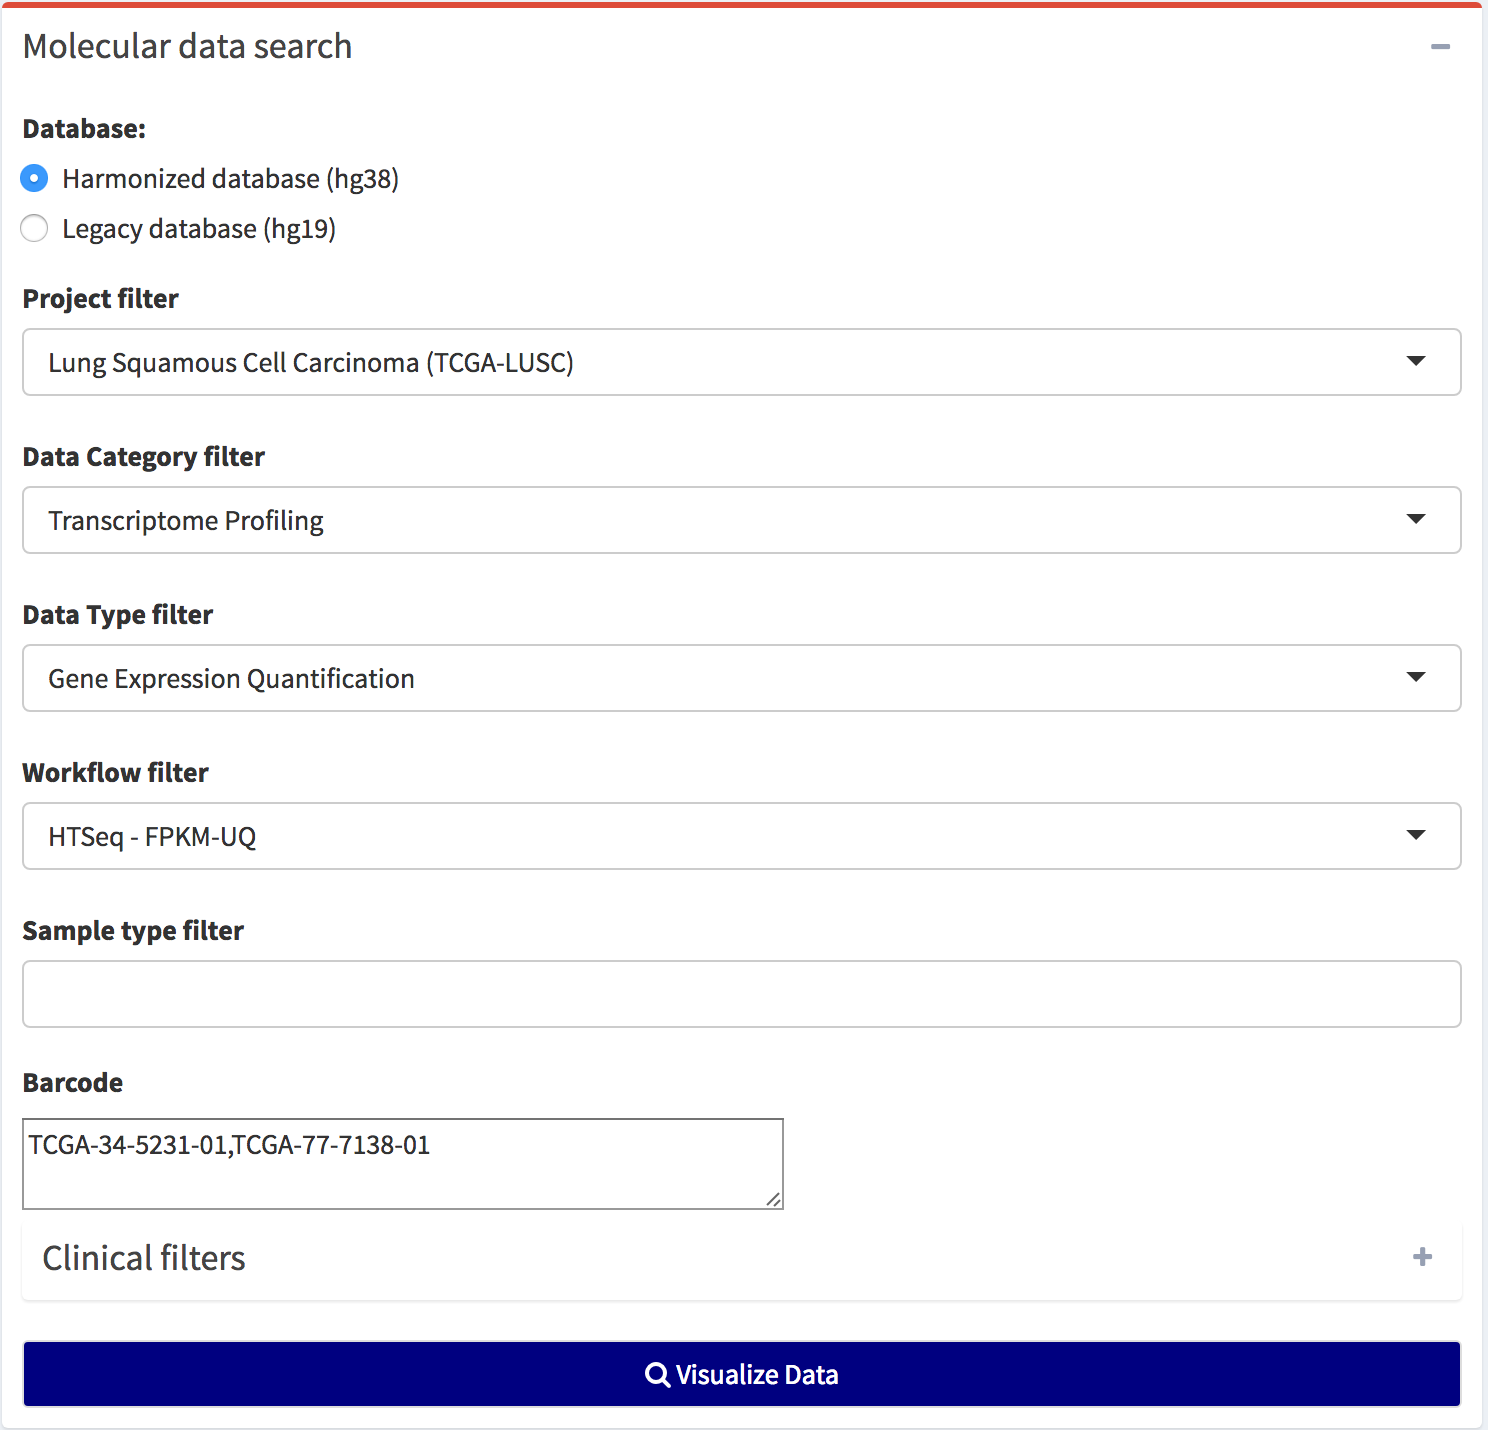 Molecular data search
Database:
Harmonized database (hg38)
Legacy database (hg19)
Project filter
Lung Squamous Cell Carcinoma (TCGA-LUSC)
Data Category filter
Transcriptome Profiling
Data Type filter
Gene Expression Quantification
Workflow filter
HTSeq - FPKM-UQ
Sample type filter
Barcode
TCGA-34-5231-01,TCGA-77-7138-01
Clinical filters
Visualize Data